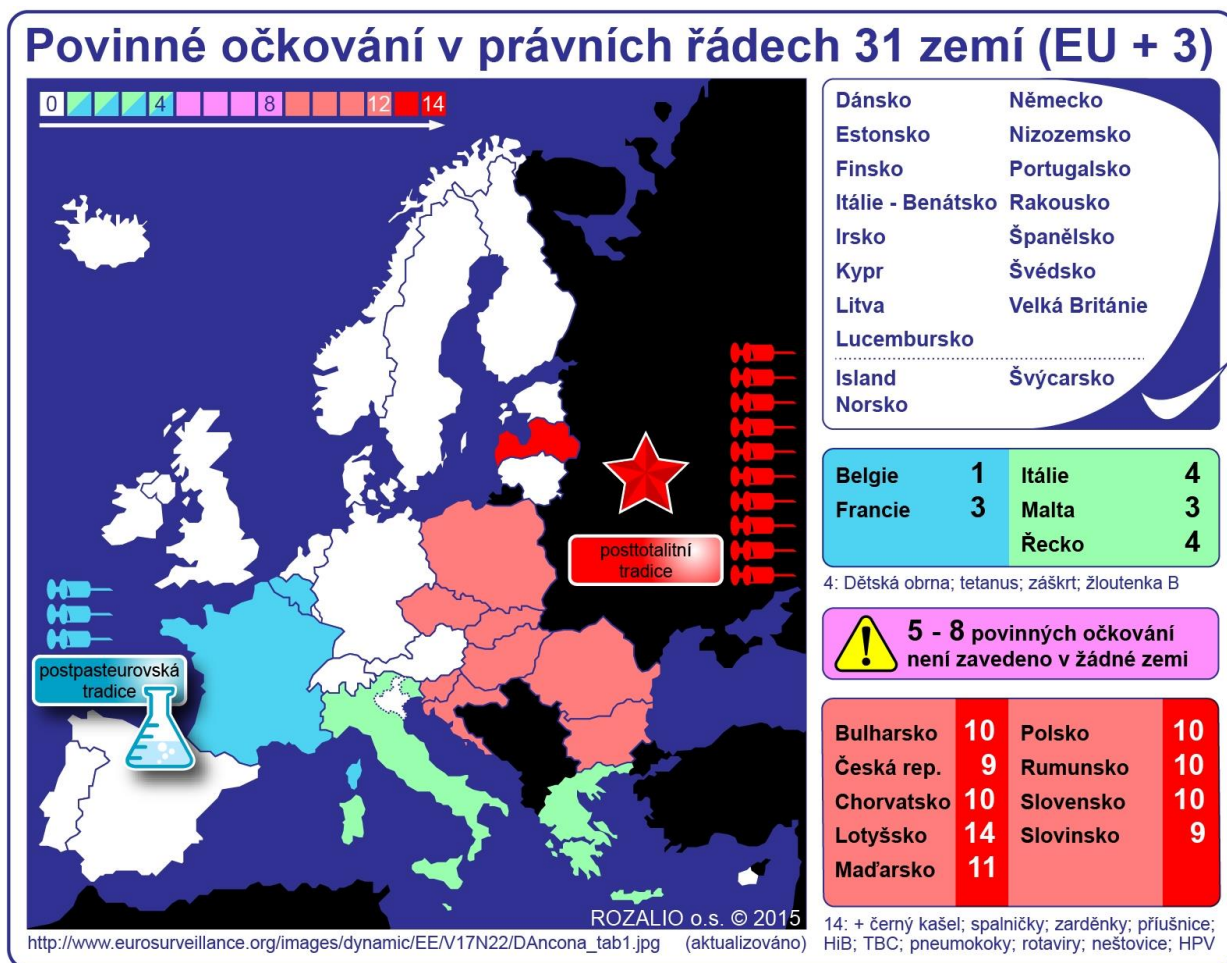 Povinné očkování v právních řádech 31 zemí (EU + 3)
0 4 8 12 14
posttotalitní
tradice
postpasteurovská
tradice
ROZALIO o.s. © 2015
http://www.eurosurveillance.org/images/dynamic/EE/V17N22/DAncona_tab1.jpg (aktualizováno)
Dánsko Německo
Estonsko Nizozemsko
Finsko Portugalsko
Itálie - Benátsko Rakousko
Irsko Španělsko
Kypr Švédsko
Litva Velká Británie
Lucembursko
Island Švýcarsko
Norsko
Belgie 1 Itálie 4
Francie 3 Malta 3
Řecko 4
4: Dětská obrna; tetanus; záškrt; žloutenka B
5 - 8 povinných očkování
není zavedeno v žádné zemi
Bulharsko 10 Polsko 10
Česká rep. 9 Rumunsko 10
Chorvatsko 10 Slovensko 10
Lotyšsko 14 Slovinsko 9
Maďarsko 11
14: + černý kašel; spalničky; zarděnky; příušnice;
HiB; TBC; pneumokoky; rotaviry; neštovice; HPV